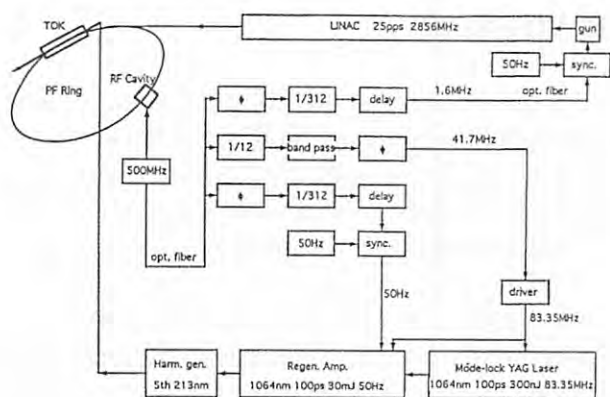 TOK
LINAC 25pps 2856MHz
gun
RF Cavity
PF Ring
50Hz
sync.
ϕ
1/312
delay
1.6MHz
opt. fiber
500MHz
1/12
band pass
ϕ
41.7MHz
ϕ
1/312
delay
opt. fiber
50Hz
sync.
50Hz
driver
83.35MHz
Harm. gen.
5th 213nm
Regen. Amp.
1064nm 100ps 30mJ 50Hz
Mode-lock YAG Laser
1064nm 100ps 300nJ 83.35MHz